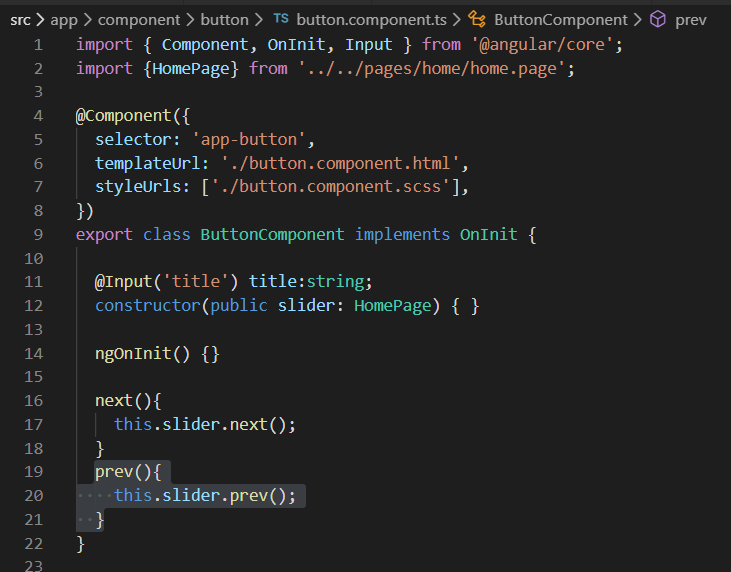 src > app > component > button > TS button.component.ts > ButtonComponent > prev
1 import { Component, OnInit, Input } from '@angular/core';
2 import {HomePage} from '../../pages/home/home.page';
3
4 @Component({
5   selector: 'app-button',
6   templateUrl: './button.component.html',
7   styleUrls: ['./button.component.scss'],
8 })
9 export class ButtonComponent implements OnInit {
10
11   @Input('title') title:string;
12   constructor(public slider: HomePage) { }
13
14   ngOnInit() {}
15
16   next(){
17     this.slider.next();
18   }
19   prev(){
20 ····this.slider.prev();
21 ··}
22 }
23